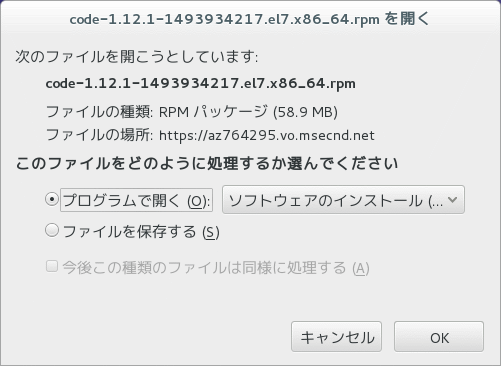 code-1.12.1-1493934217.el7.x86_64.rpm を開く
次のファイルを開こうとしています:
code-1.12.1-1493934217.el7.x86_64.rpm
ファイルの種類: RPM パッケージ (58.9 MB)
ファイルの場所: https://az764295.vo.msecnd.net
このファイルをどのように処理するか選んでください
プログラムで開く (O): ソフトウェアのインストール (...
ファイルを保存する (S)
今後この種類のファイルは同様に処理する (A)
キャンセル OK